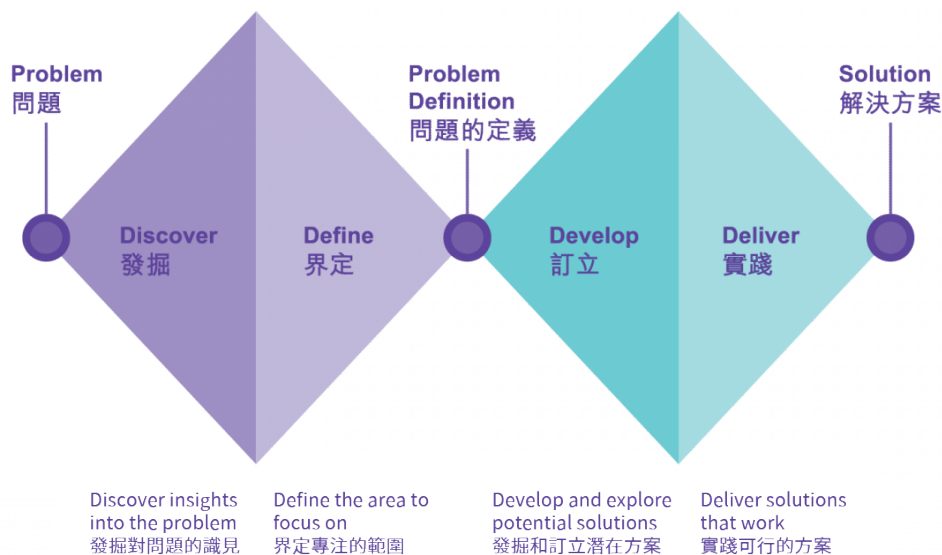 Problem
問題
Problem
Definition
問題的定義
Solution
解決方案
Discover
發掘
Define
界定
Develop
訂立
Deliver
實踐
Discover insights
into the problem
發掘對問題的識見
Define the area to
focus on
界定專注的範圍
Develop and explore
potential solutions
發掘和訂立潛在方案
Deliver solutions
that work
實踐可行的方案